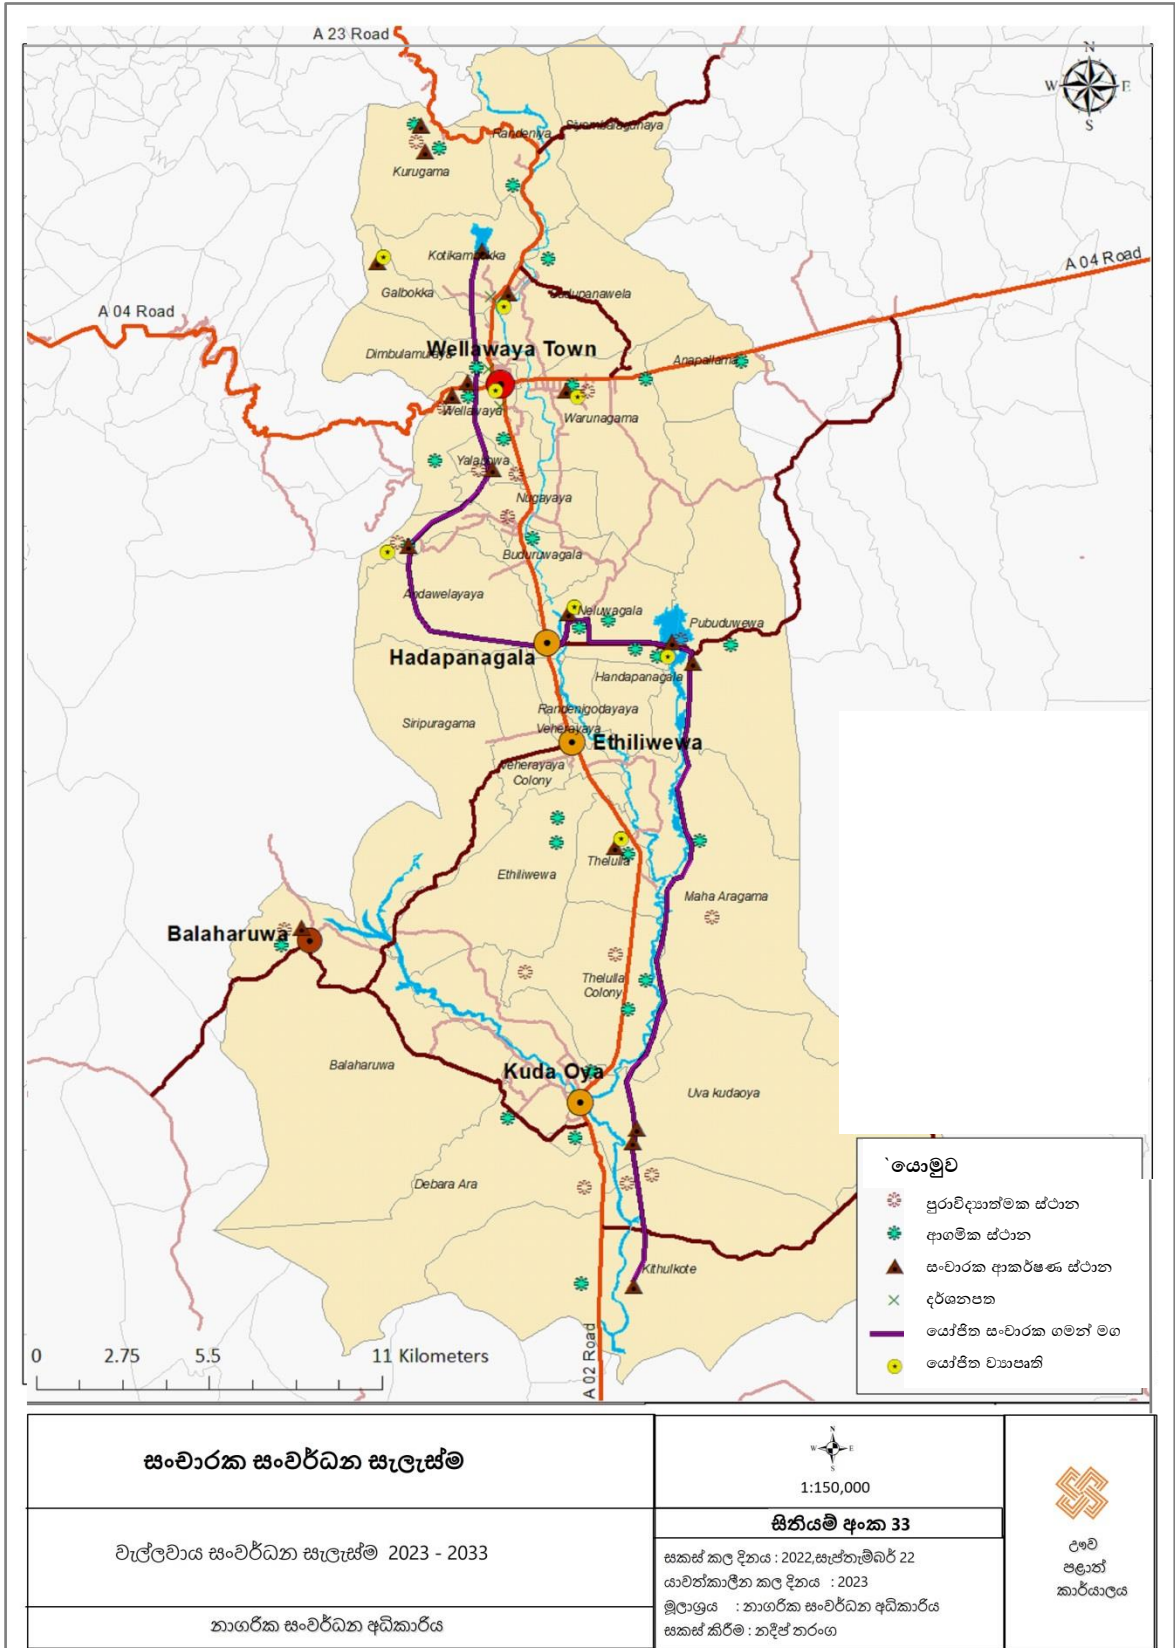 A 23 Road
N
W E
S
Randeniya
Siyambalagunaya
Kurugama
Kotikambokka
A 04 Road
Galbokka
Budupanawela
A 04 Road
Dimbulamuraya
Wellawaya Town
Anapallama
Wellawaya
Warunagama
Yalabowa
Nugayaya
Buduruwagala
Andawelayaya
Neluwagala
Pubuduwewa
Hadapanagala
Handapanagala
Randenigodayaya
Siripuragama
Veherayaya
Ethiliwewa
Veherayaya
Colony
Thelulla
Ethiliwewa
Maha Aragama
Balaharuwa
Thelulla
Colony
Balaharuwa
Kuda Oya
Uva kudaoya
Debara Ara
Kithulkote
A 02 Road
`යොමුව
පුරාවිද්‍යාත්මක ස්ථාන
ආගමික ස්ථාන
සංචාරක ආකර්ෂණ ස්ථාන
දර්ශනපත
යෝජිත සංචාරක ගමන් මග
යෝජිත ව්‍යාපෘති
0 2.75 5.5 11 Kilometers
සංචාරක සංවර්ධන සැලැස්ම
වැල්ලවාය සංවර්ධන සැලැස්ම 2023 - 2033
නාගරික සංවර්ධන අධිකාරිය
N
W E
S
1:150,000
සිතියම් අංක 33
සකස් කල දිනය : 2022,සැප්තැම්බර් 22
යාවත්කාලීන කල දිනය : 2023
මූලාශ්‍රය : නාගරික සංවර්ධන අධිකාරිය
සකස් කිරීම : නදීප් තරංග
ඌව
පළාත්
කාර්යාලය